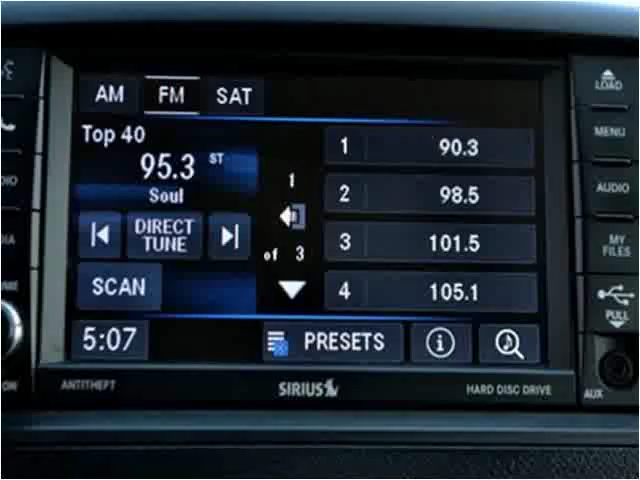 AM FM SAT
LOAD
Top 40
1 90.3
MENU
95.3 ST
Soul
1
2 98.5
AUDIO
DIRECT
TUNE
of 3
3 101.5
MY
FILES
SCAN
4 105.1
PULL
5:07
PRESETS
i
ANTITHEFT
SIRIUS
HARD DISC DRIVE
AUX